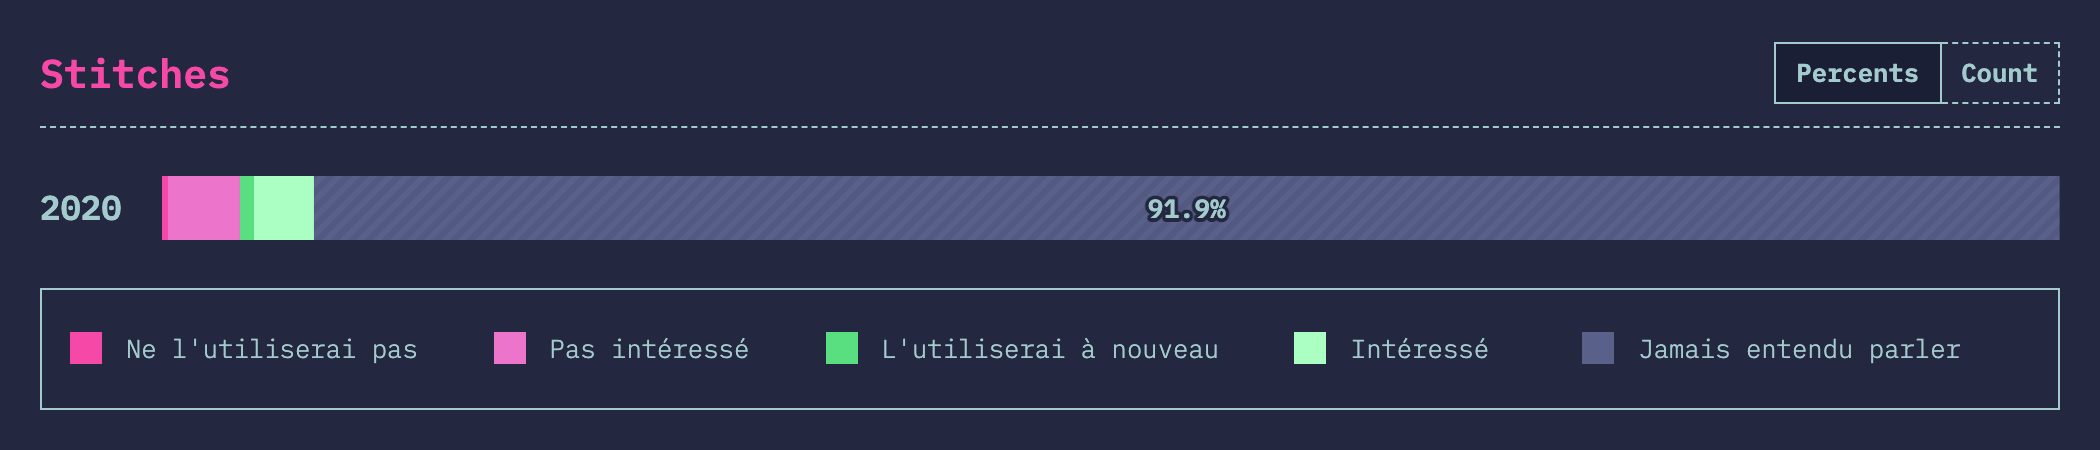 Stitches
Percents Count
2020 91.9%
Ne l'utiliserai pas Pas intéressé L'utiliserai à nouveau Intéressé Jamais entendu parler